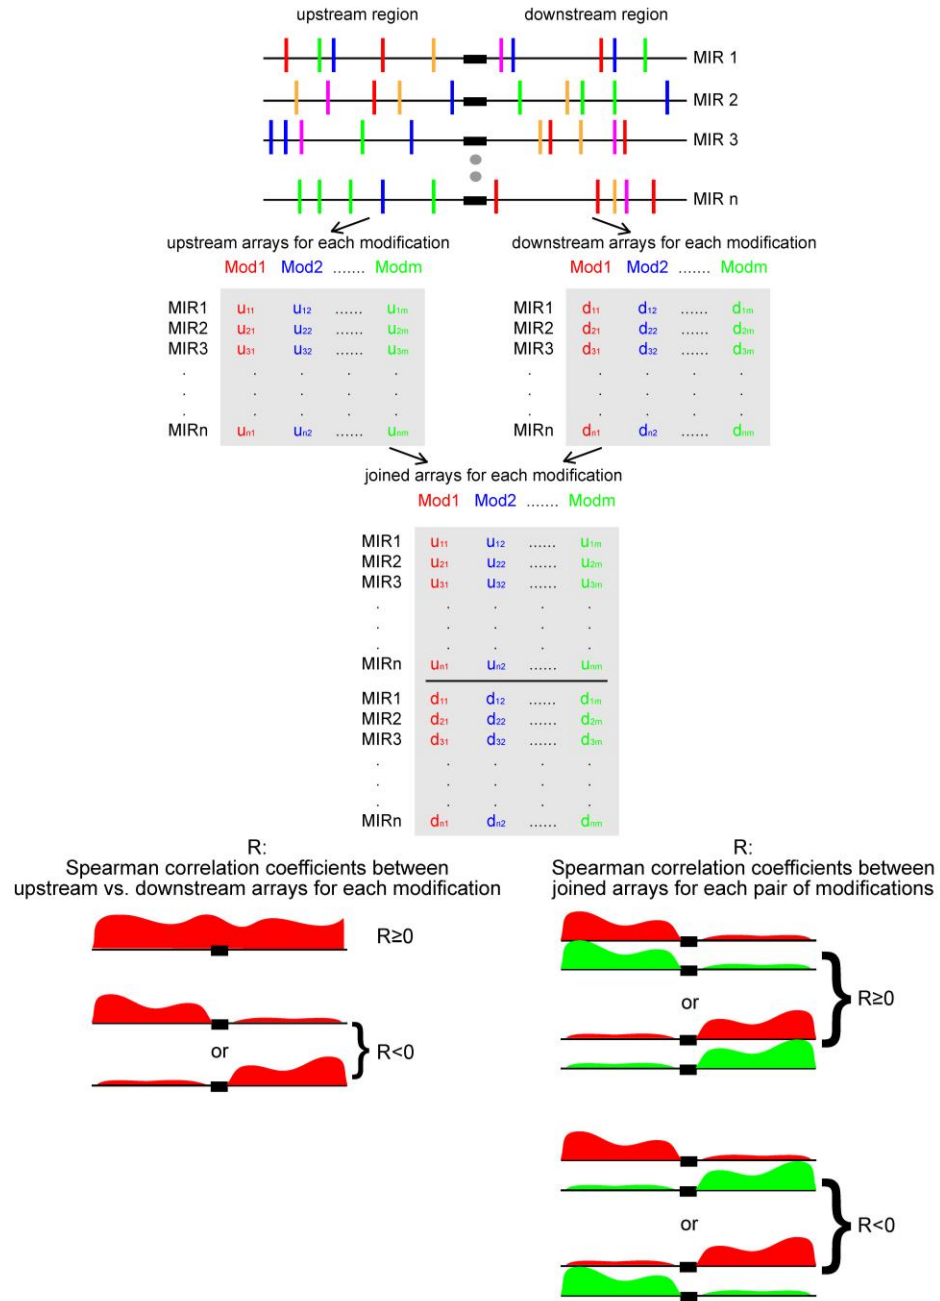 upstream region downstream region
MIR 1
MIR 2
MIR 3
MIR n
upstream arrays for each modification downstream arrays for each modification
Mod1 Mod2 ....... Modm Mod1 Mod2 ....... Modm
MIR1 u11 u12 ...... u1m MIR1 d11 d12 ...... d1m
MIR2 u21 u22 ...... u2m MIR2 d21 d22 ...... d2m
MIR3 u31 u32 ...... u3m MIR3 d31 d32 ...... d3m
. . . . . . . . . .
. . . . . . . . . .
. . . . . . . . . .
MIRn un1 un2 ...... unm MIRn dn1 dn2 ...... dnm
joined arrays for each modification
Mod1 Mod2 ....... Modm
MIR1 u11 u12 ...... u1m
MIR2 u21 u22 ...... u2m
MIR3 u31 u32 ...... u3m
. . . . .
. . . . .
. . . . .
MIRn un1 un2 ...... unm
MIR1 d11 d12 ...... d1m
MIR2 d21 d22 ...... d2m
MIR3 d31 d32 ...... d3m
. . . . .
. . . . .
. . . . .
MIRn dn1 dn2 ...... dnm
R:
Spearman correlation coefficients between
upstream vs. downstream arrays for each modification
R≥0
or
R<0
R:
Spearman correlation coefficients between
joined arrays for each pair of modifications
or
R≥0
or
R<0